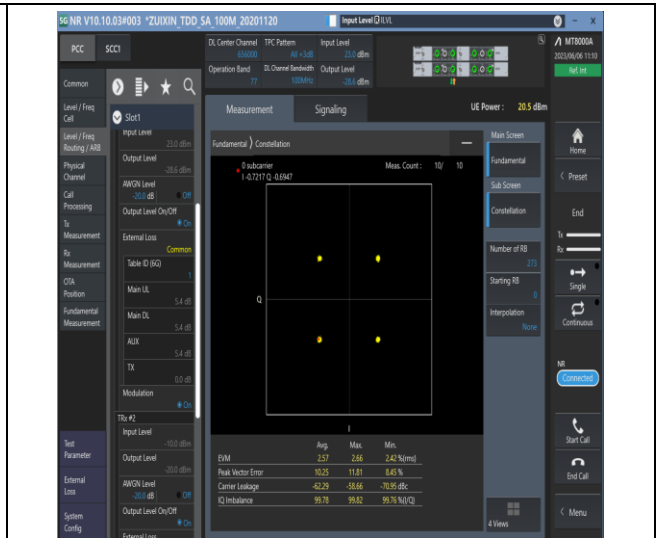 5G NR V10.10.03#003 *ZUIXIN_TDD_SA_100M_20201120
Input Level ILVL
PCC SCC1
DL Center Channel TPC Pattern Input Level
656000 All +3dB 23.0 dBm
Operation Band DL Channel Bandwidth Output Level
77 100MHz -28.6 dBm
MT8000A
2023/06/06 11:10
Ref. Int
Common
Level / Freq
Cell
Level / Freq
Routing / ARB
Physical
Channel
Call
Processing
Tx
Measurement
Rx
Measurement
OTA
Position
Fundamental
Measurement
Test
Parameter
External
Loss
System
Config
Slot1
Input Level
23.0 dBm
Output Level
-28.6 dBm
AWGN Level
-20.0 dB Off
Output Level On/Off
On
External Loss
Common
Table ID (6G)
1
Main UL
5.4 dB
Main DL
5.4 dB
AUX
5.4 dB
TX
0.0 dB
Modulation
On
TRx #2
Input Level
-10.0 dBm
Output Level
-20.0 dBm
AWGN Level
-20.0 dB Off
Output Level On/Off
On
External Loss
Measurement Signaling
UE Power : 20.5 dBm
Fundamental Constellation
0 subcarrier Meas. Count : 10/ 10
I -0.7217 Q -0.6947
Q
I
Avg. Max. Min.
EVM 2.57 2.66 2.42 %(rms)
Peak Vector Error 10.25 11.81 8.45 %
Carrier Leakage -62.29 -58.66 -70.95 dBc
IQ Imbalance 99.78 99.82 99.76 %(I/Q)
Main Screen
Fundamental
Sub Screen
Constellation
Number of RB
273
Starting RB
0
Interpolation
None
4 Views
Home
Preset
End
Tx
Rx
Single
Continuous
NR
Connected
Start Call
End Call
Menu